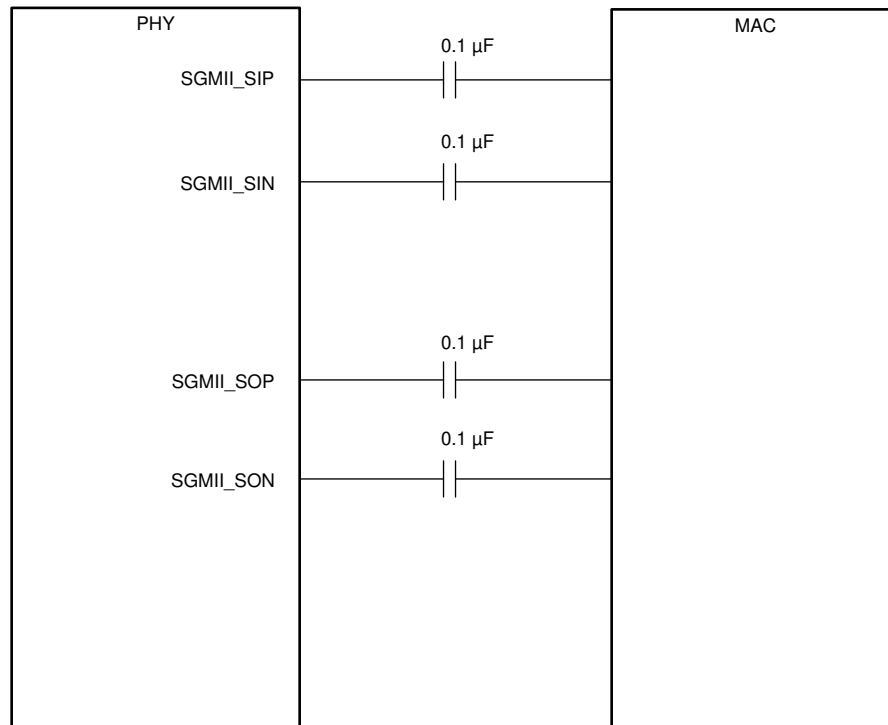 PHY
MAC
0.1 µF
SGMII_SIP
0.1 µF
SGMII_SIN
0.1 µF
SGMII_SOP
0.1 µF
SGMII_SON